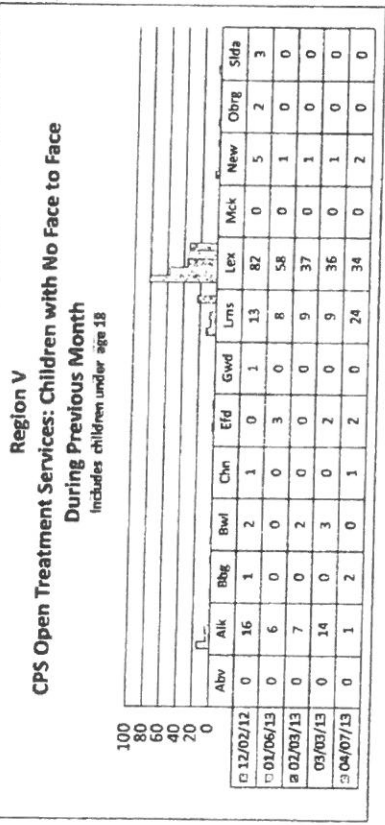 Region V
CPS Open Treatment Services: Children with No Face to Face
During Previous Month
Includes children under age 18
100
80
60
40
20
0
Abv Aik Bbg Bwl Chn Efd Gwd Lrns Lex Mck New Obrg Slda
12/02/12 0 16 1 2 1 0 1 13 82 0 5 2 3
01/06/13 0 6 0 0 0 3 0 8 58 0 1 0 0
02/03/13 0 7 0 2 0 0 0 9 37 0 1 0 0
03/03/13 0 14 0 3 0 2 0 9 36 0 1 0 0
04/07/13 0 1 2 0 1 2 0 24 34 0 2 0 0